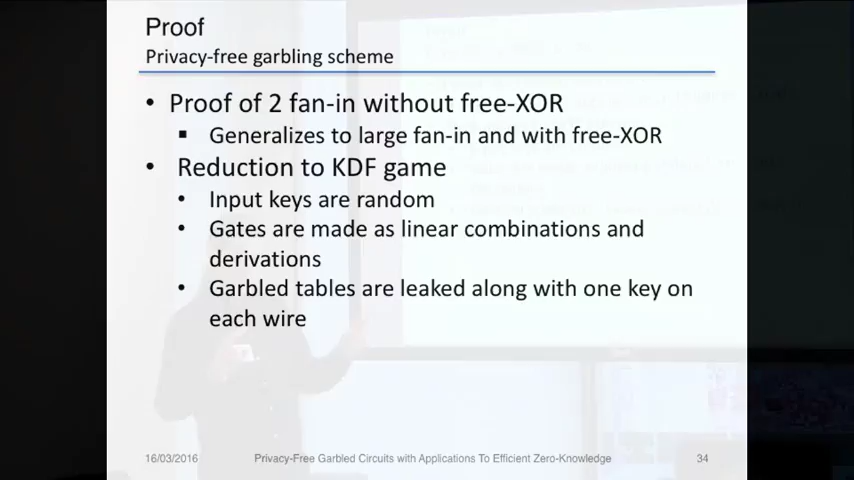 Proof
Privacy-free garbling scheme
• Proof of 2 fan-in without free-XOR
▪ Generalizes to large fan-in and with free-XOR
• Reduction to KDF game
• Input keys are random
• Gates are made as linear combinations and
derivations
• Garbled tables are leaked along with one key on
each wire
16/03/2016 Privacy-Free Garbled Circuits with Applications To Efficient Zero-Knowledge 34